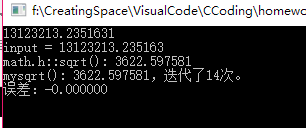 f:\CreatingSpace\VisualCode\CCoding\homewo
13123213.2351631
input = 13123213.235163
math.h::sqrt(): 3622.597581
mysqrt(): 3622.597581，迭代了14次。
误差：-0.000000